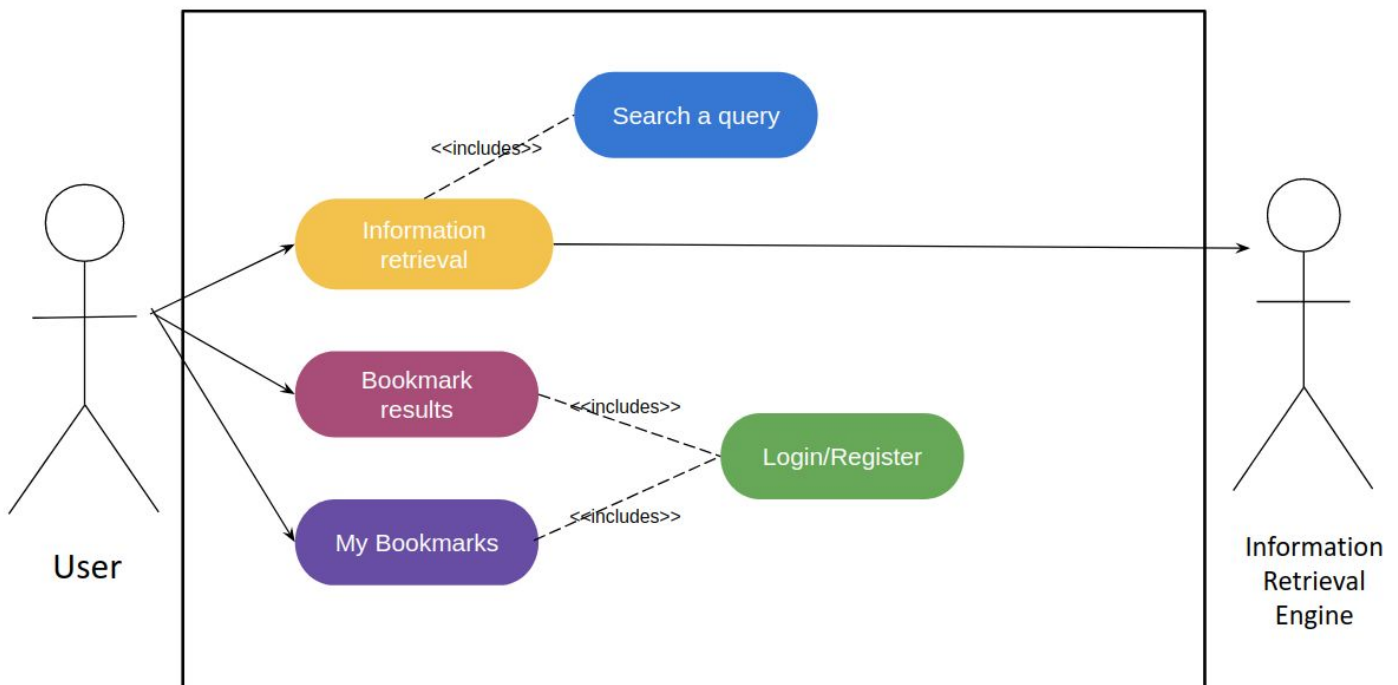 Search a query
<<includes>>
Information
retrieval
Bookmark
results
<<includes>>
Login/Register
<<includes>>
My Bookmarks
User
Information
Retrieval
Engine